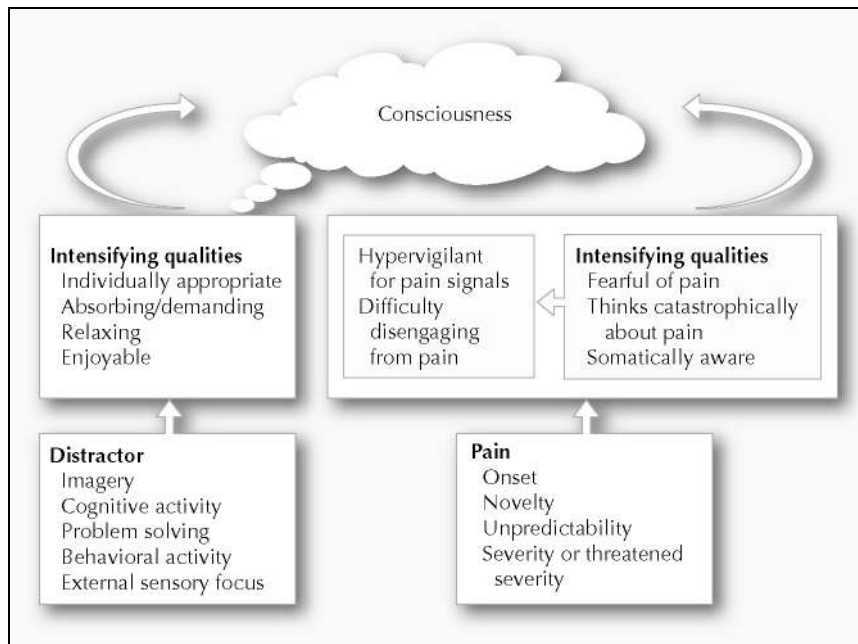 Consciousness
Intensifying qualities
Individually appropriate
Absorbing/demanding
Relaxing
Enjoyable
Hypervigilant
for pain signals
Difficulty
disengaging
from pain
Intensifying qualities
Fearful of pain
Thinks catastrophically
about pain
Somatically aware
Distractor
Imagery
Cognitive activity
Problem solving
Behavioral activity
External sensory focus
Pain
Onset
Novelty
Unpredictability
Severity or threatened
severity